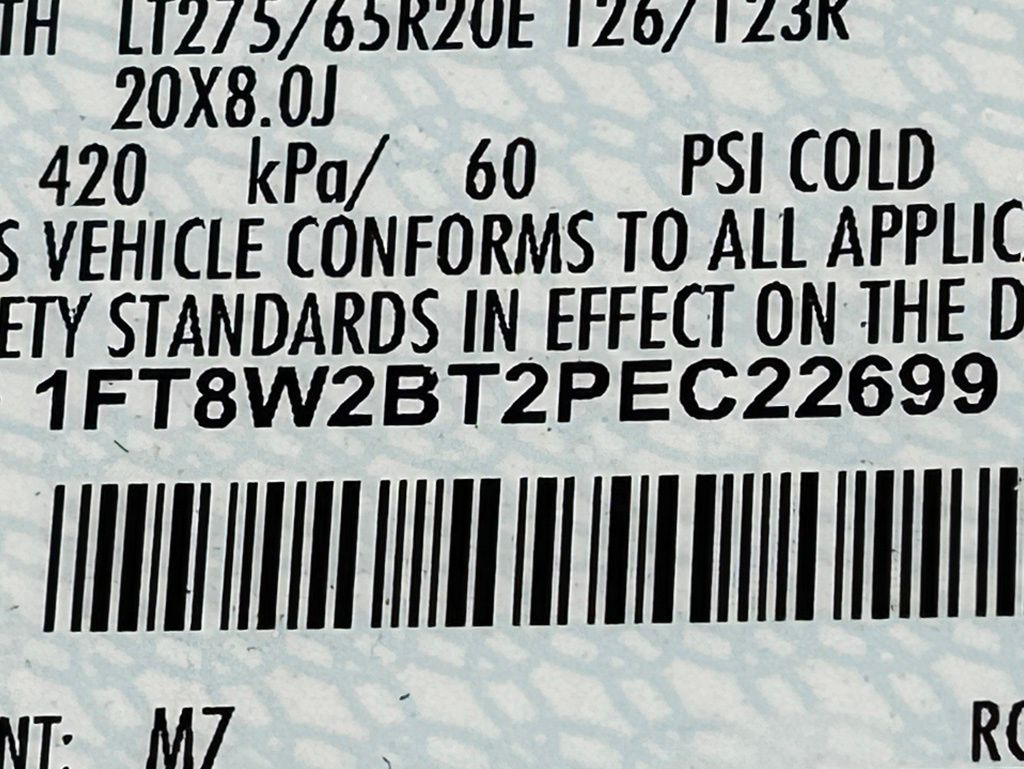 TH LT275/65R20E 126/123R
20X8.0J
420 kPa/ 60 PSI COLD
S VEHICLE CONFORMS TO ALL APPLIC
ETY STANDARDS IN EFFECT ON THE D
1FT8W2BT2PEC22699
NT: M7 RO